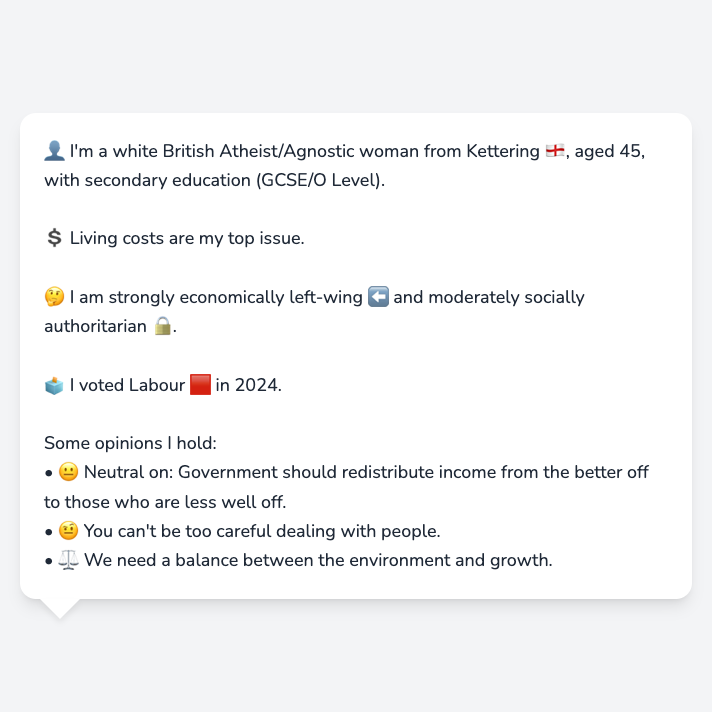 👤 I'm a white British Atheist/Agnostic woman from Kettering 🏴󠁧󠁢󠁥󠁮󠁧󠁿, aged 45,
with secondary education (GCSE/O Level).
💲 Living costs are my top issue.
🤔 I am strongly economically left-wing ⬅️ and moderately socially
authoritarian 🔒.
🗳️ I voted Labour 🟥 in 2024.
Some opinions I hold:
• 😐 Neutral on: Government should redistribute income from the better off
to those who are less well off.
• 🤨 You can't be too careful dealing with people.
• ⚖️ We need a balance between the environment and growth.